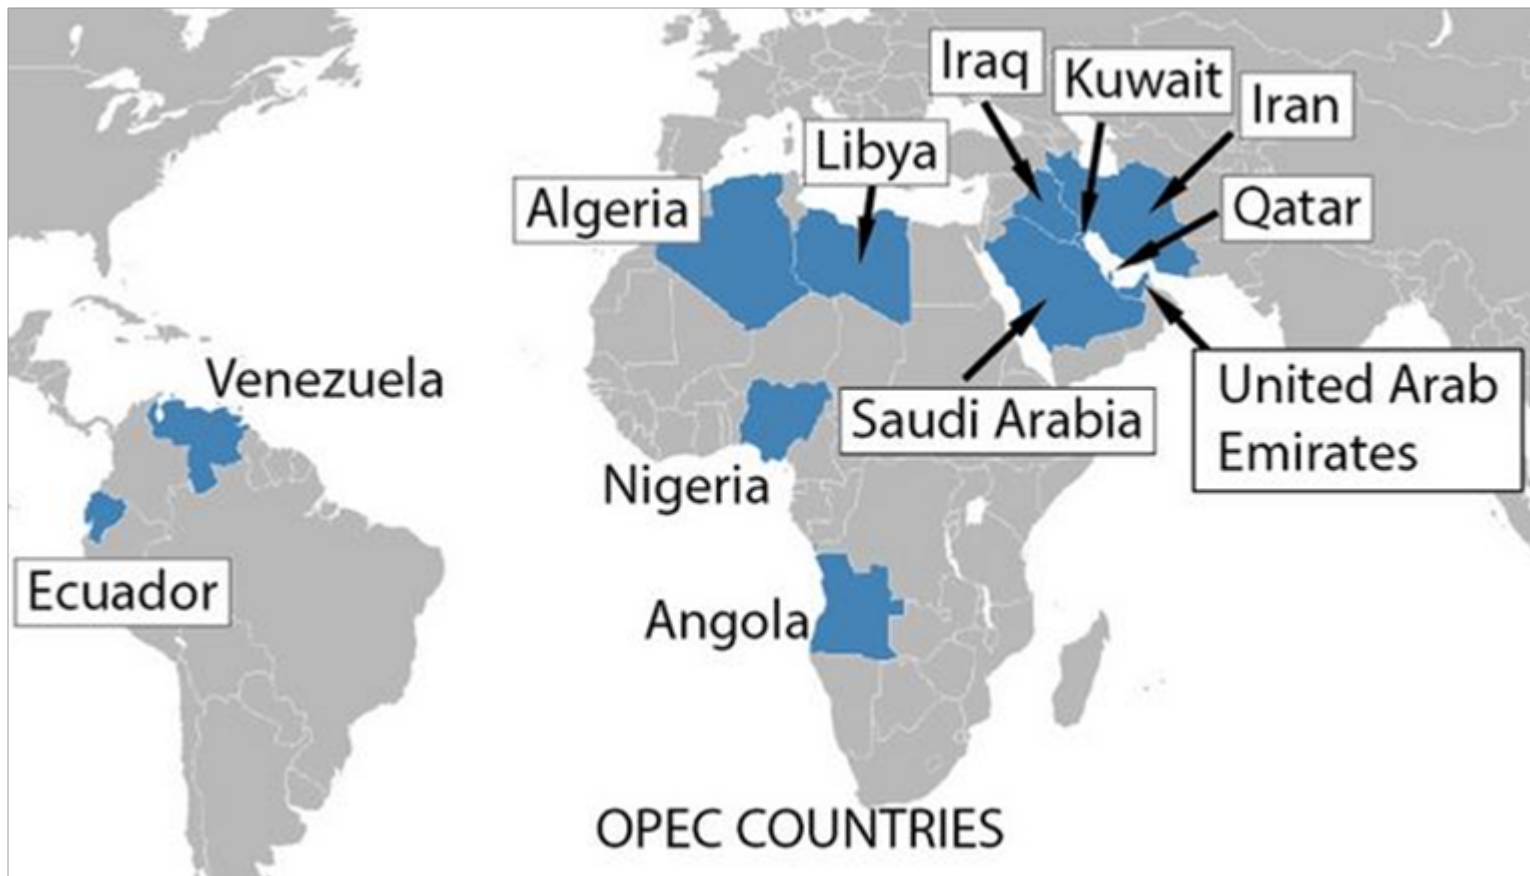 Iraq
Kuwait
Iran
Libya
Algeria
Qatar
Venezuela
Saudi Arabia
United Arab
Emirates
Nigeria
Ecuador
Angola
OPEC COUNTRIES